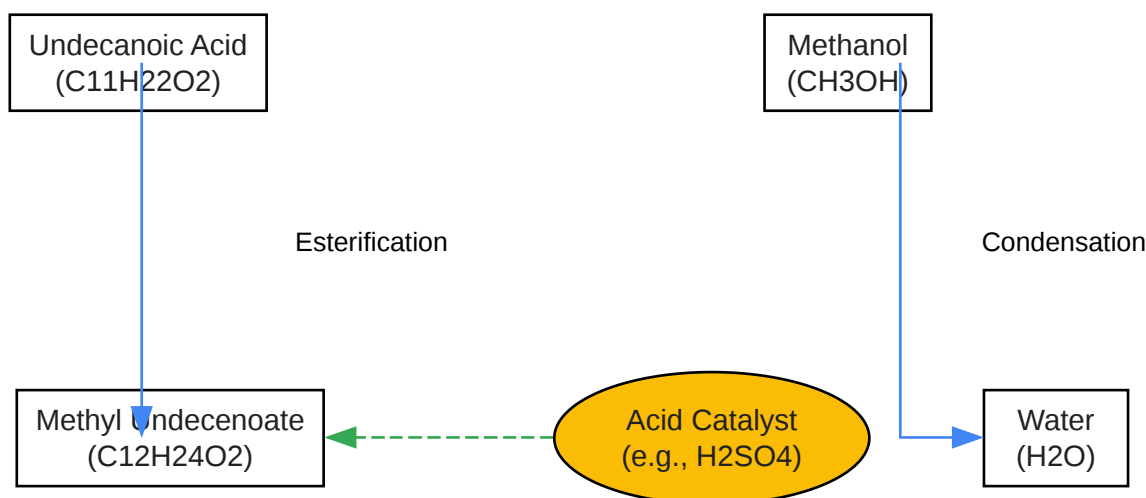 Undecanoic Acid
(C11H22O2)
Methanol
(CH3OH)
Esterification
Condensation
Methyl Undecenoate
(C12H24O2)
Acid Catalyst
(e.g., H2SO4)
Water
(H2O)